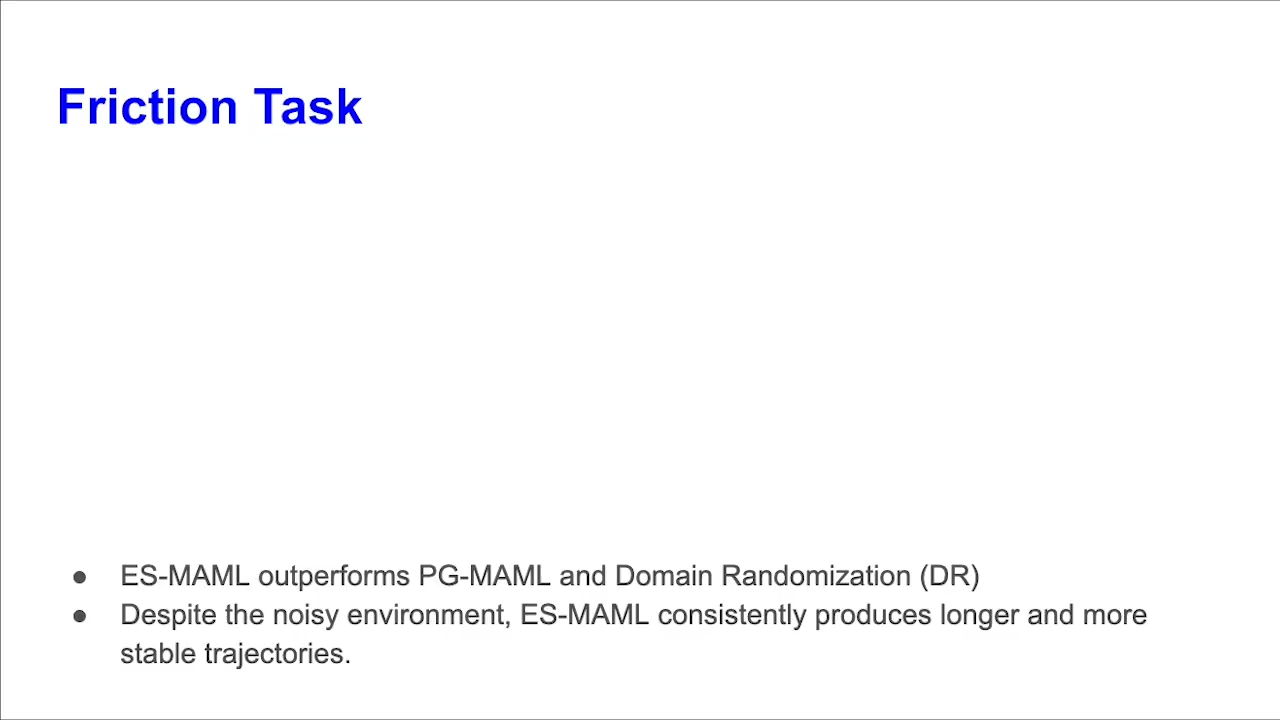 Friction Task
● ES-MAML outperforms PG-MAML and Domain Randomization (DR)
● Despite the noisy environment, ES-MAML consistently produces longer and more
stable trajectories.